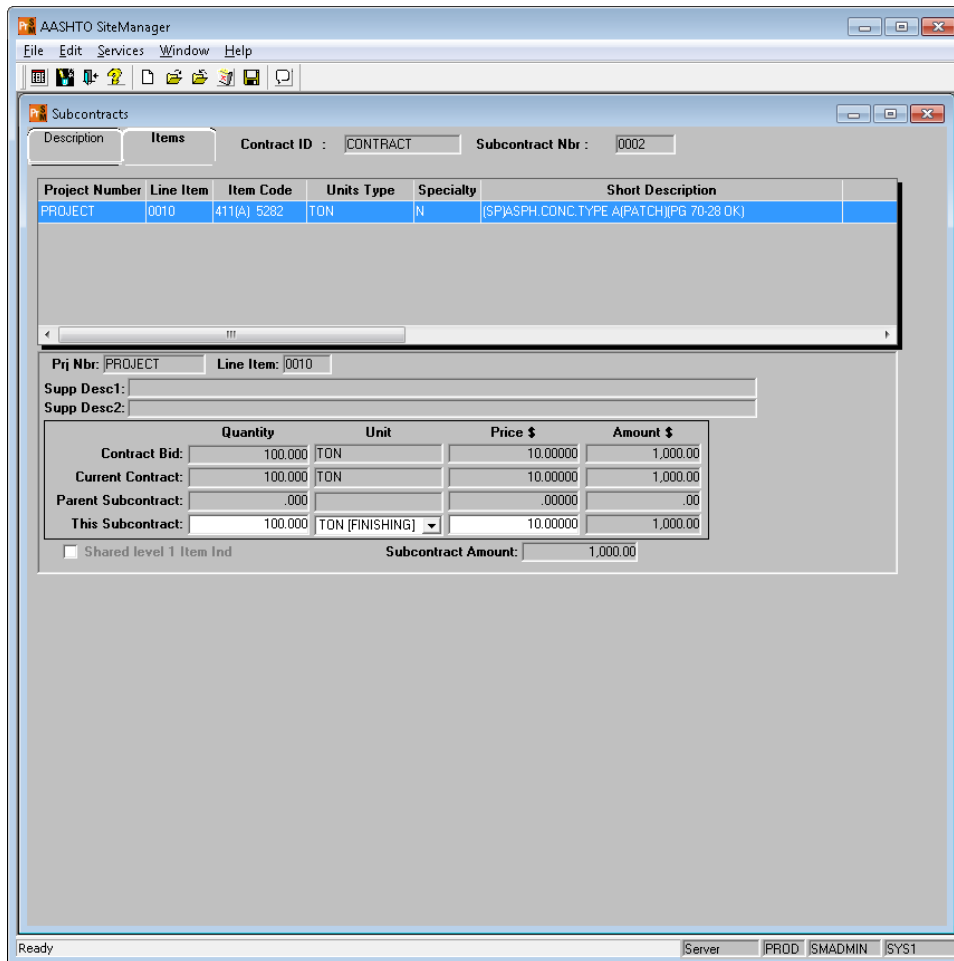 AASHTO SiteManager
File Edit Services Window Help
Subcontracts
Description Items Contract ID : CONTRACT Subcontract Nbr : 0002
Project Number Line Item Item Code Units Type Specialty Short Description
PROJECT 0010 411(A) 5282 TON N (SP)ASPH.CONC.TYPE A(PATCH)(PG 70-28 OK)
Prj Nbr: PROJECT Line Item: 0010
Supp Desc1:
Supp Desc2:
Quantity Unit Price $ Amount $
Contract Bid: 100.000 TON 10.00000 1,000.00
Current Contract: 100.000 TON 10.00000 1,000.00
Parent Subcontract: .000 .00000 .00
This Subcontract: 100.000 TON [FINISHING] 10.00000 1,000.00
Shared level 1 Item Ind Subcontract Amount: 1,000.00
Ready Server PROD SMADMIN SYS1